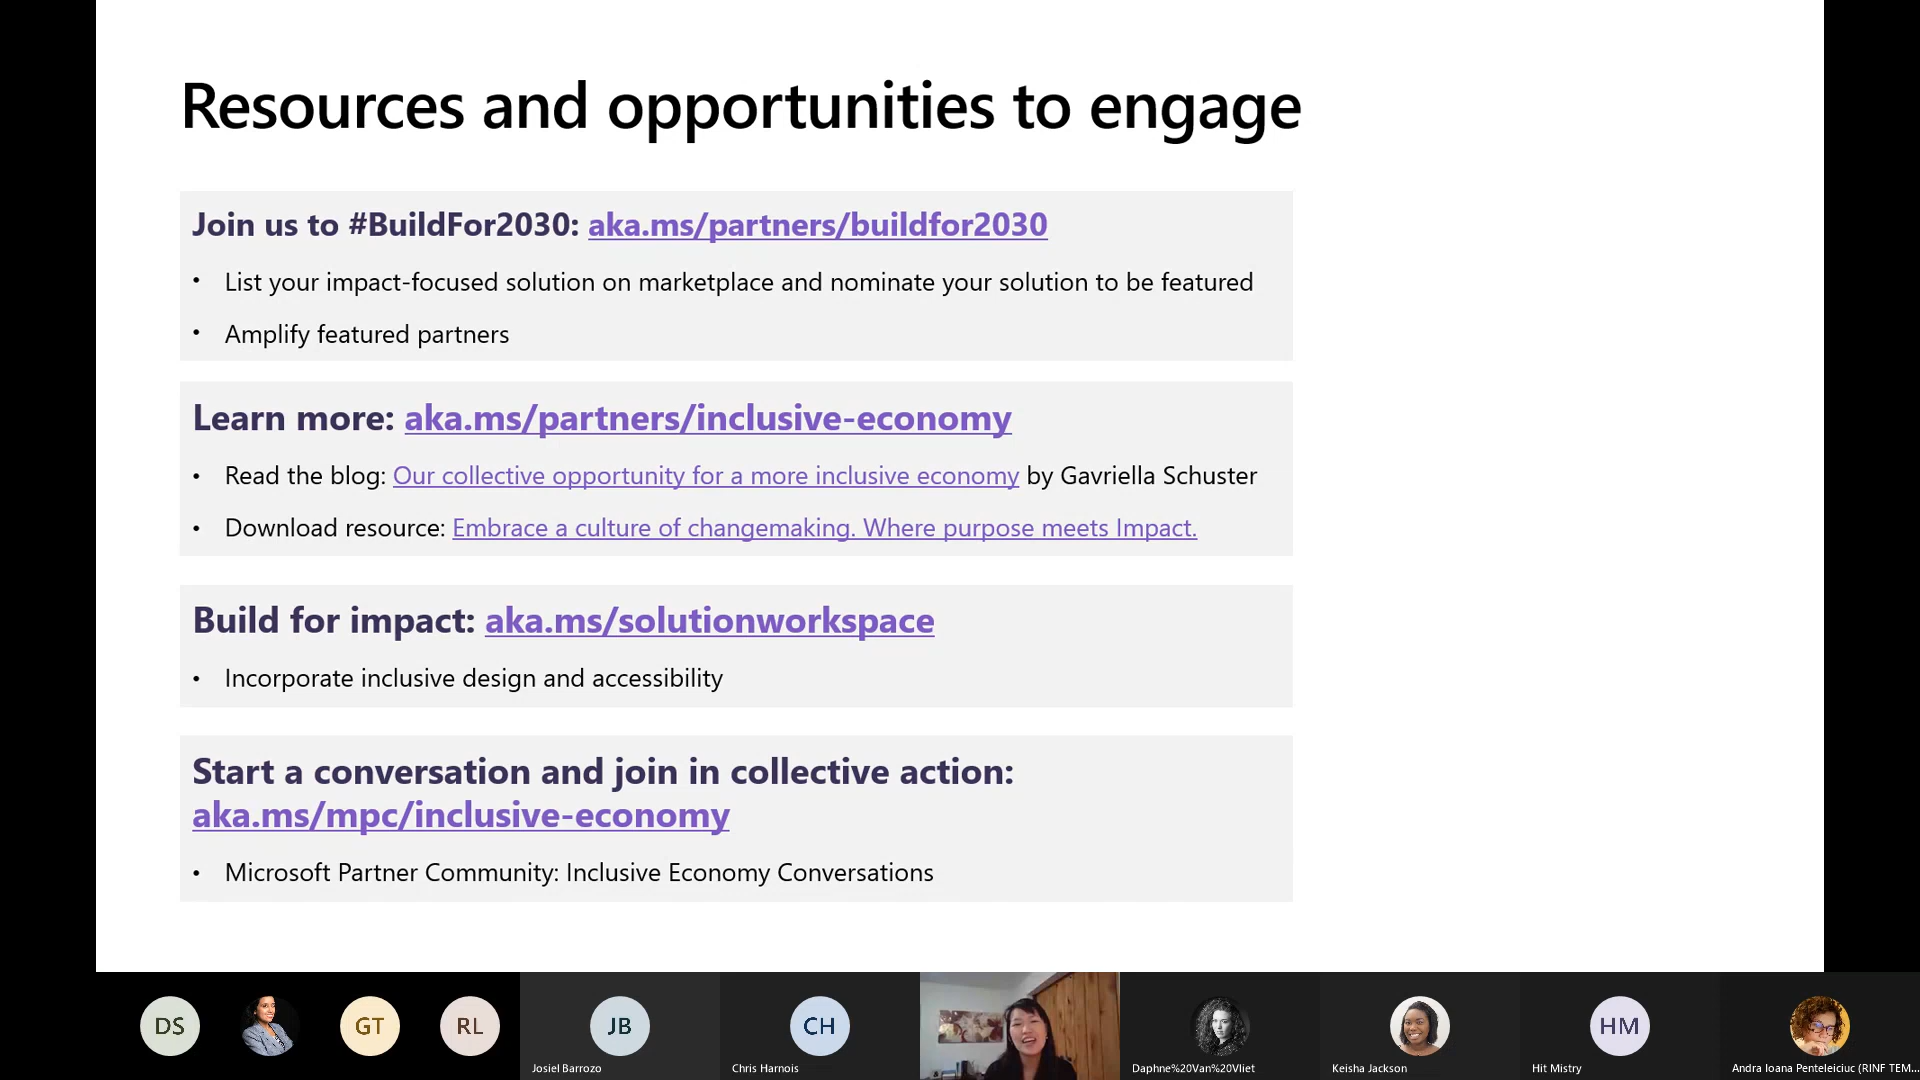 Resources and opportunities to engage
Join us to #BuildFor2030: aka.ms/partners/buildfor2030
• List your impact-focused solution on marketplace and nominate your solution to be featured
• Amplify featured partners
Learn more: aka.ms/partners/inclusive-economy
• Read the blog: Our collective opportunity for a more inclusive economy by Gavriella Schuster
• Download resource: Embrace a culture of changemaking. Where purpose meets Impact.
Build for impact: aka.ms/solutionworkspace
• Incorporate inclusive design and accessibility
Start a conversation and join in collective action:
aka.ms/mpc/inclusive-economy
• Microsoft Partner Community: Inclusive Economy Conversations
DS
GT
RL
JB
CH
HM
Josiel Barrozo
Chris Harnois
Daphne%20Van%20Vliet
Keisha Jackson
Hit Mistry
Andra Ioana Penteleiciuc (RINF TEM...